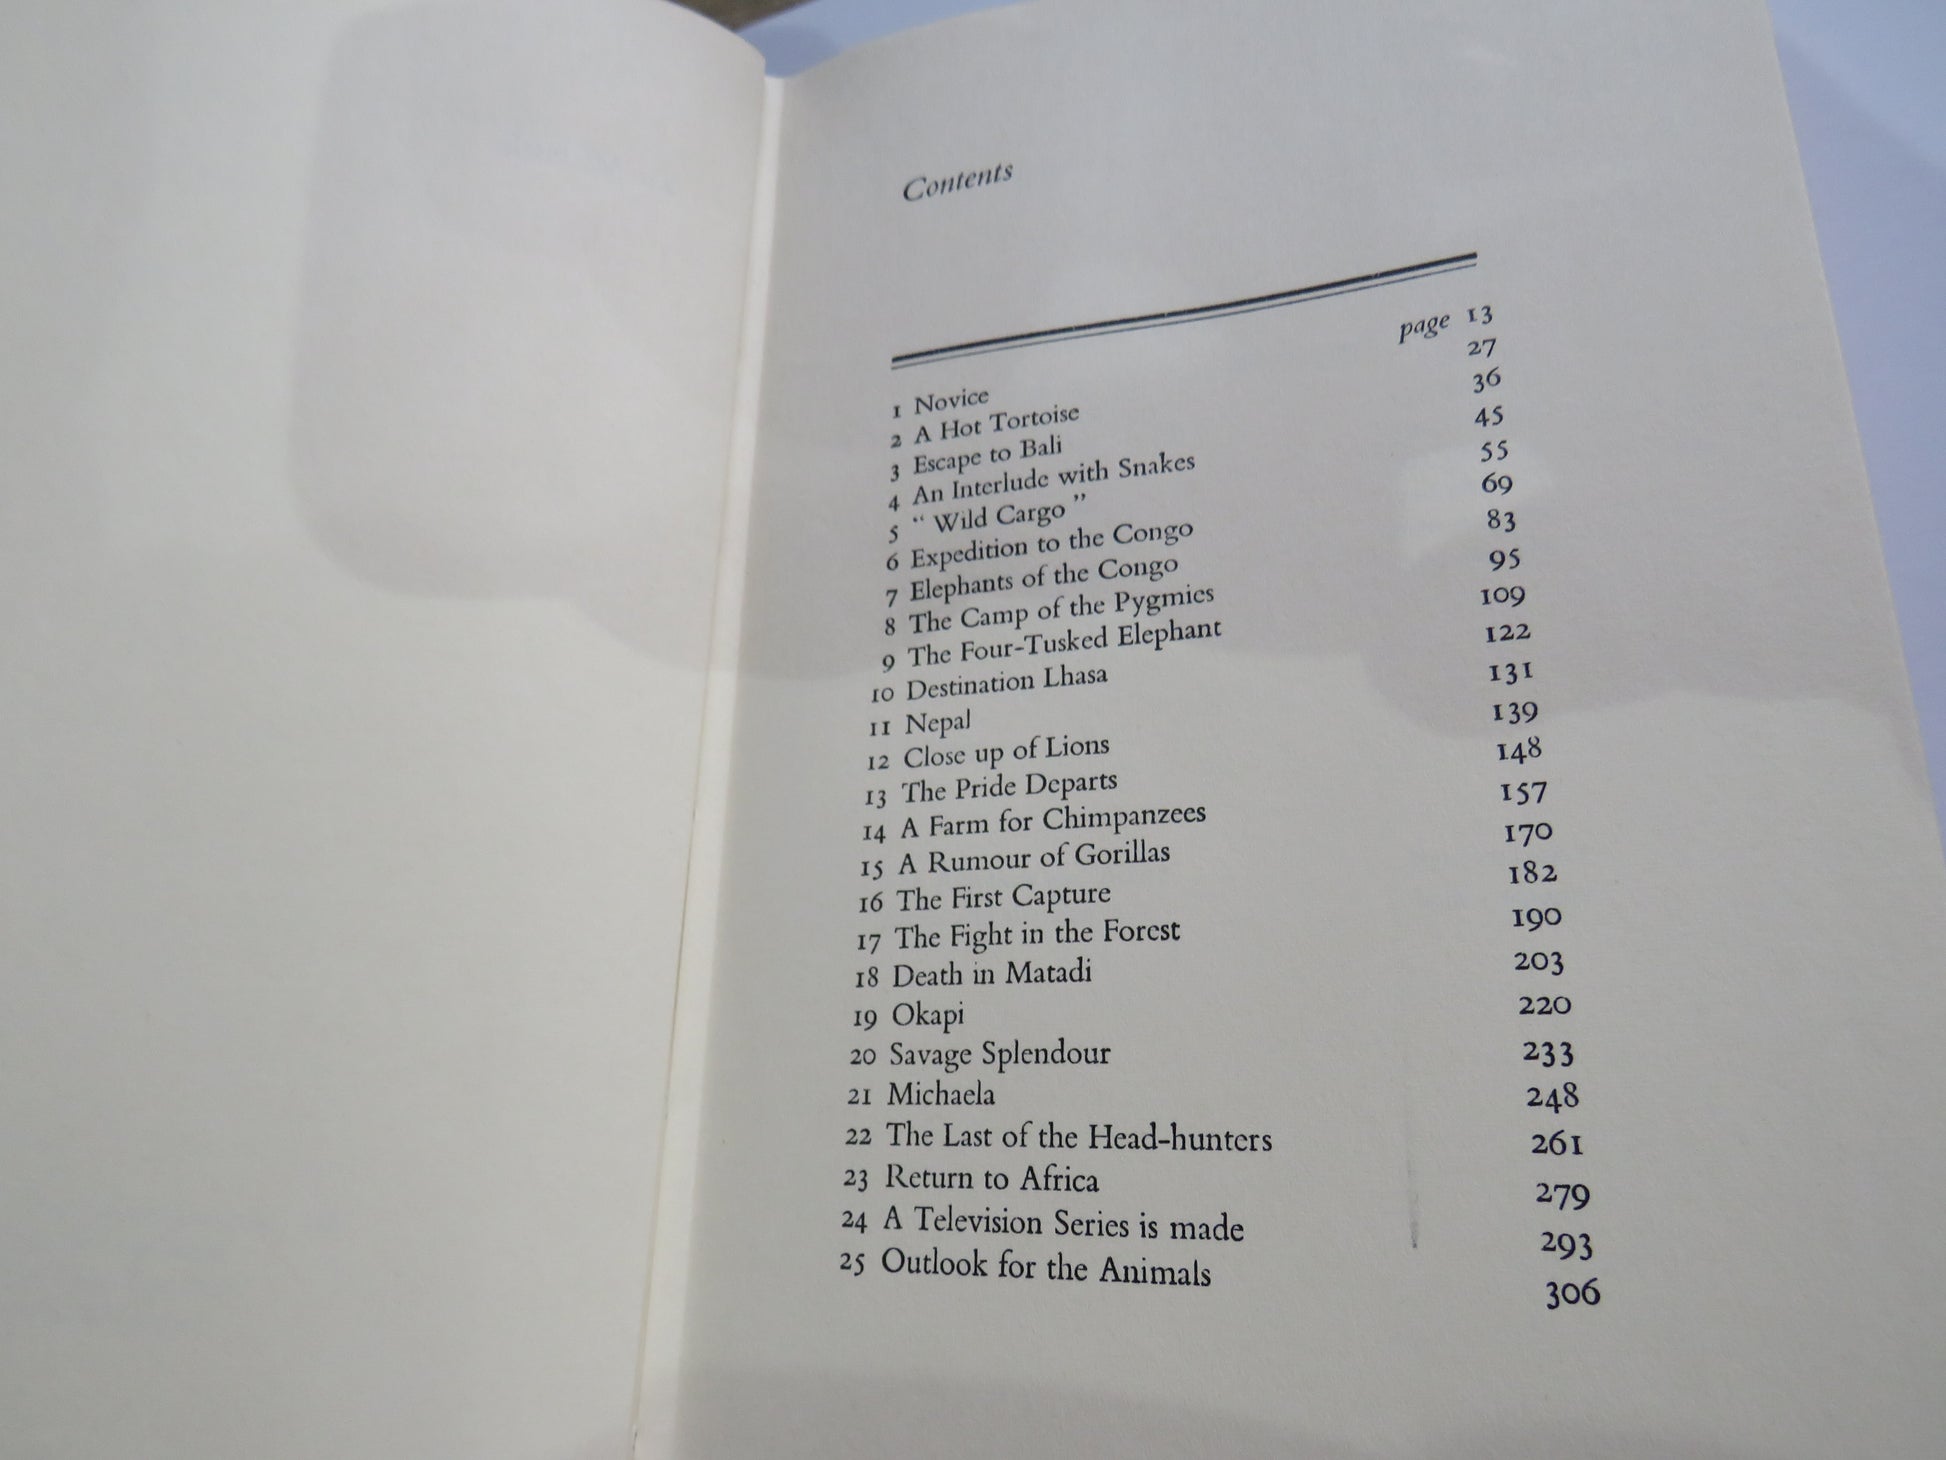 Contents
1 Novice page 13
2 A Hot Tortoise 27
3 Escape to Bali 36
4 An Interlude with Snakes 45
5 “ Wild Cargo ” 55
6 Expedition to the Congo 69
7 Elephants of the Congo 83
8 The Camp of the Pygmies 95
9 The Four-Tusked Elephant 109
10 Destination Lhasa 122
11 Nepal 131
12 Close up of Lions 139
13 The Pride Departs 148
14 A Farm for Chimpanzees 157
15 A Rumour of Gorillas 170
16 The First Capture 182
17 The Fight in the Forest 190
18 Death in Matadi 203
19 Okapi 220
20 Savage Splendour 233
21 Michaela 248
22 The Last of the Head-hunters 261
23 Return to Africa 279
24 A Television Series is made 293
25 Outlook for the Animals 306